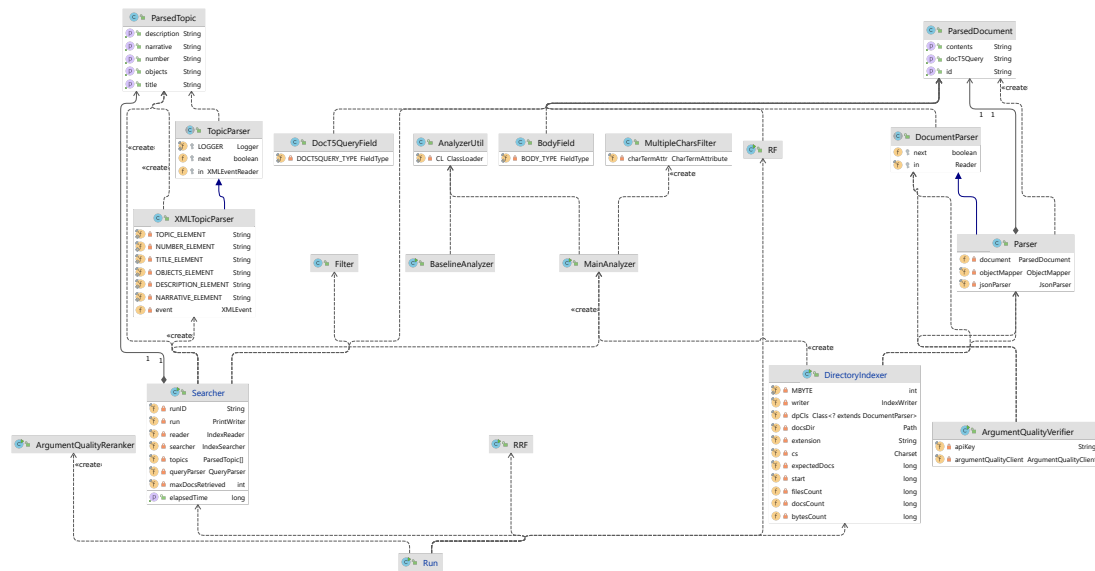 ParsedTopic
description String
narrative String
number String
objects String
title String
ParsedDocument
contents String
docT5Query String
id String
«create»
1 1
«create»
«create»
TopicParser
LOGGER Logger
next boolean
in XMLEventReader
DocT5QueryField
DOCT5QUERY_TYPE FieldType
AnalyzerUtil
CL ClassLoader
BodyField
BODY_TYPE FieldType
MultipleCharsFilter
charTermAttr CharTermAttribute
RF
DocumentParser
next boolean
in Reader
«create»
XMLTopicParser
TOPIC_ELEMENT String
NUMBER_ELEMENT String
TITLE_ELEMENT String
OBJECTS_ELEMENT String
DESCRIPTION_ELEMENT String
NARRATIVE_ELEMENT String
event XMLEvent
Filter
BaselineAnalyzer
MainAnalyzer
Parser
document ParsedDocument
objectMapper ObjectMapper
jsonParser JsonParser
«create»
«create»
«create»
1 1
Searcher
runID String
run PrintWriter
reader IndexReader
searcher IndexSearcher
topics ParsedTopic[]
queryParser QueryParser
maxDocsRetrieved int
elapsedTime long
DirectoryIndexer
MBYTE int
writer IndexWriter
dpCls Class<? extends DocumentParser>
docsDir Path
extension String
cs Charset
expectedDocs long
start long
filesCount long
docsCount long
bytesCount long
ArgumentQualityVerifier
apiKey String
argumentQualityClient ArgumentQualityClient
ArgumentQualityReranker
«create»
RRF
Run